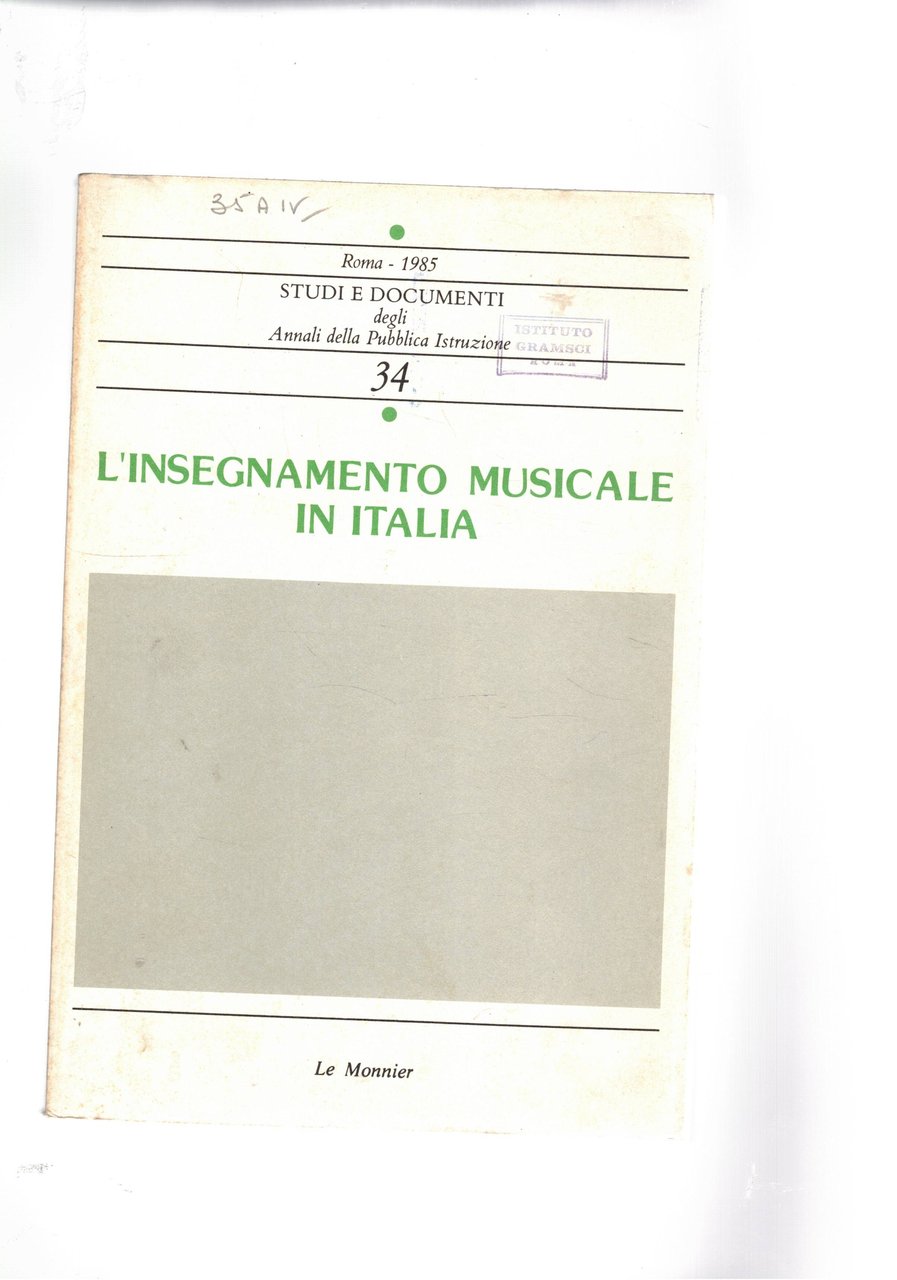 35 A IV
Roma - 1985
STUDI E DOCUMENTI
degli
Annali della Pubblica Istruzione
ISTITUTO
GRAMSCI
ROMA
34
L'INSEGNAMENTO MUSICALE
IN ITALIA
Le Monnier